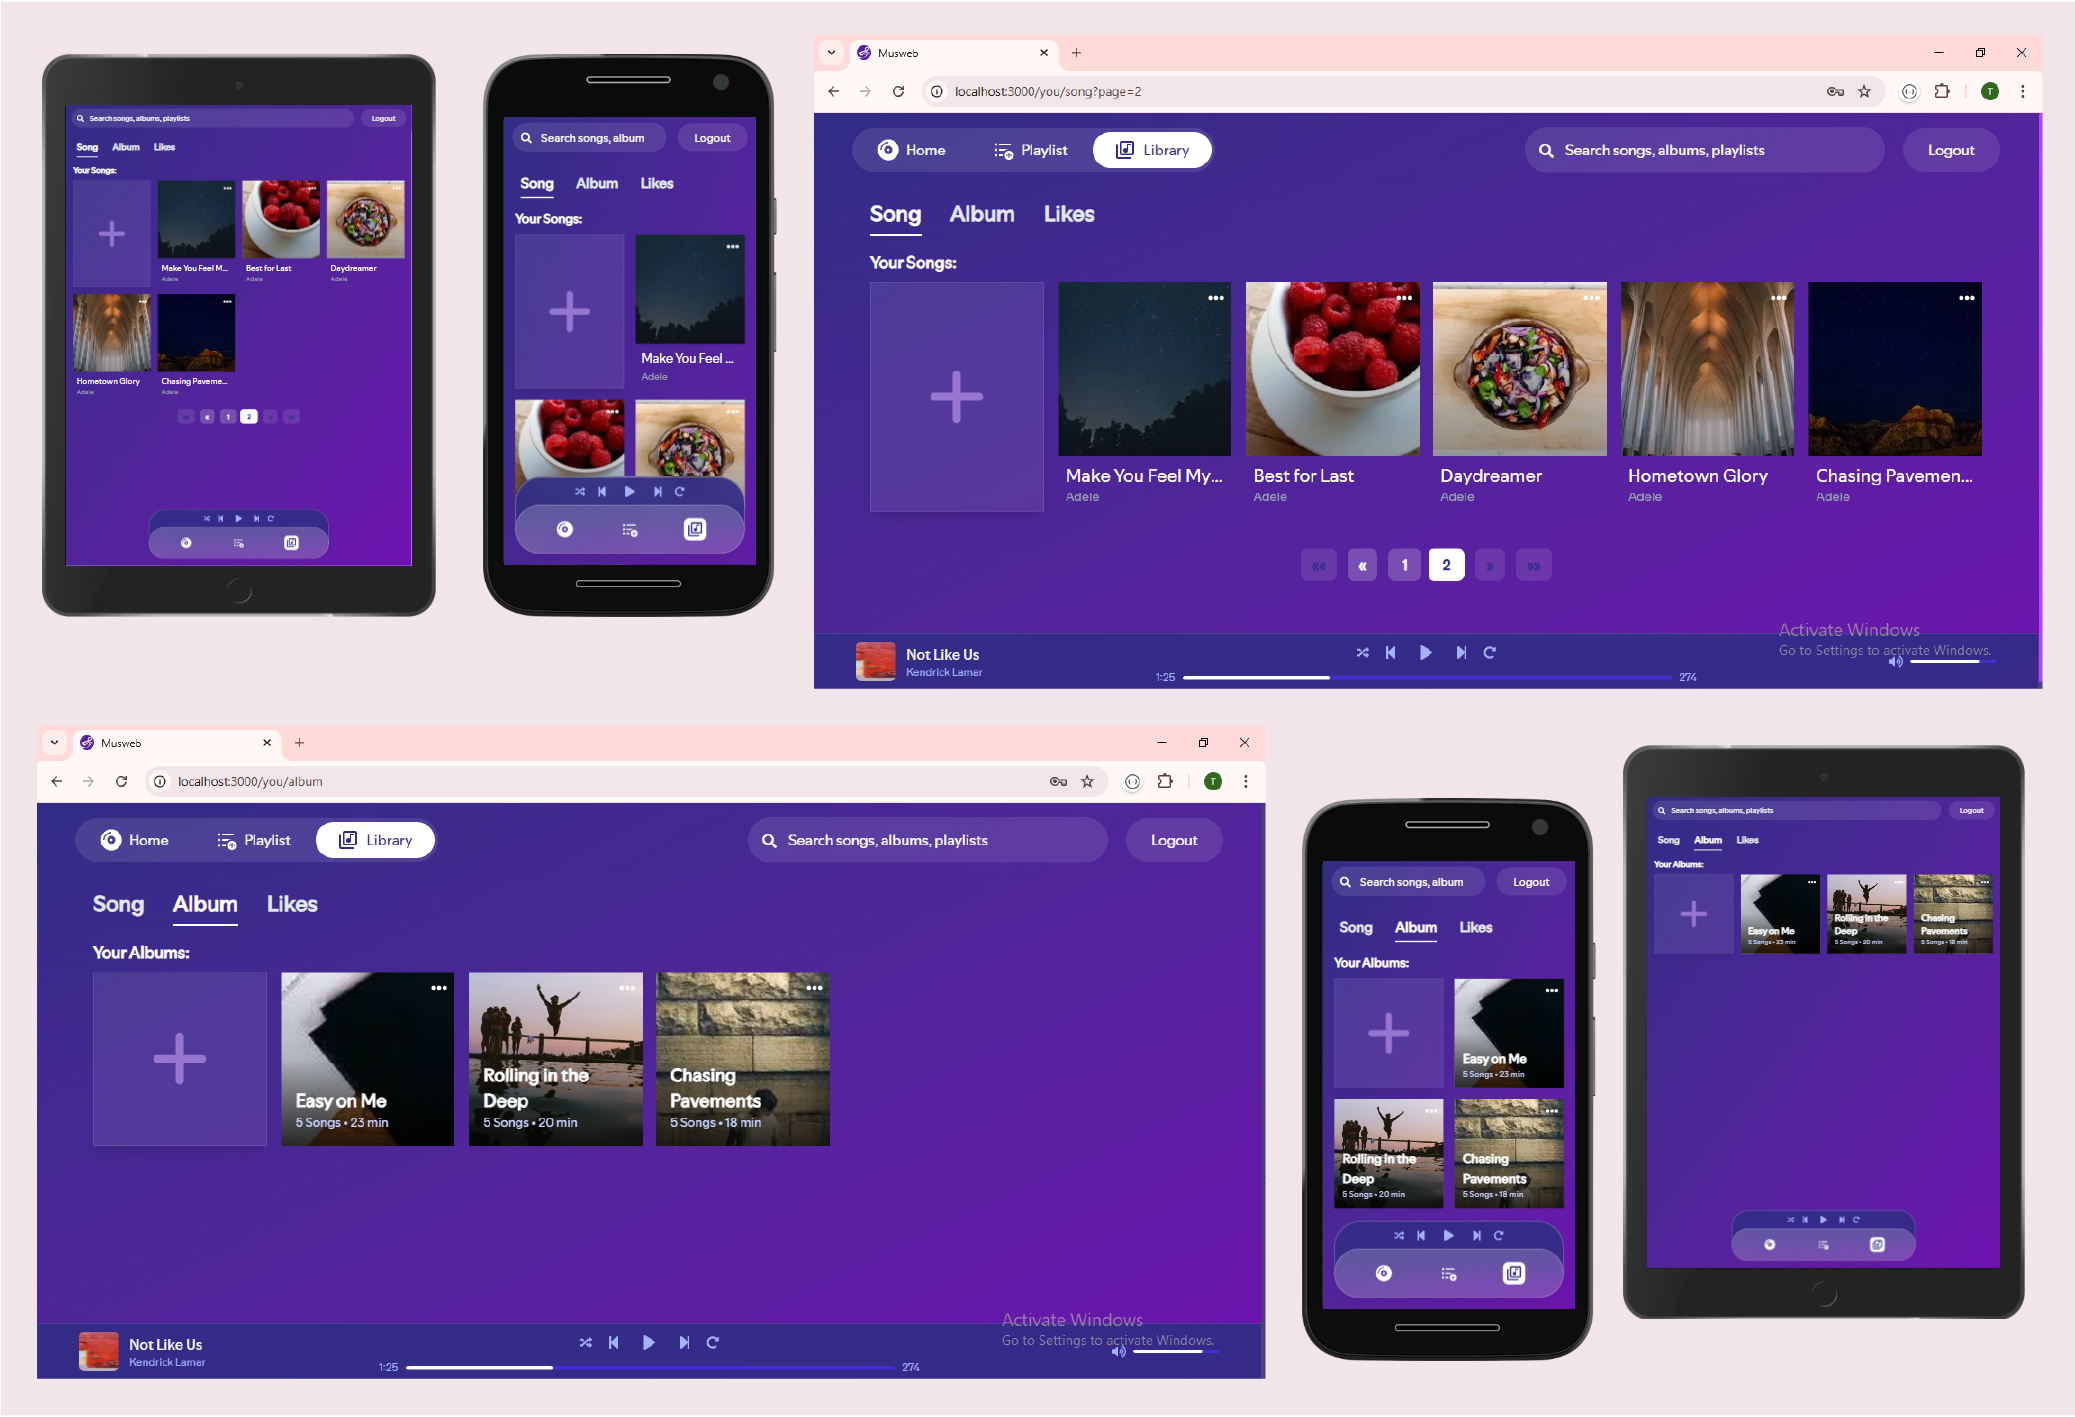 Search songs, albums, playlists
Logout
Song Album Likes
Your Songs:
Make You Feel M...
Adele
Best for Last
Adele
Daydreamer
Adele
Hometown Glory
Adele
Chasing Paveme...
Adele
«« « 1 2 » »»
Search songs, album
Logout
Song Album Likes
Your Songs:
Make You Feel ...
Adele
Musweb
localhost:3000/you/song?page=2
T
Home Playlist Library
Search songs, albums, playlists
Logout
Song Album Likes
Your Songs:
Make You Feel My...
Adele
Best for Last
Adele
Daydreamer
Adele
Hometown Glory
Adele
Chasing Pavemen...
Adele
«« « 1 2 » »»
Not Like Us
Kendrick Lamar
1:25
274
Activate Windows
Go to Settings to activate Windows.
Musweb
localhost:3000/you/album
T
Home Playlist Library
Search songs, albums, playlists
Logout
Song Album Likes
Your Albums:
Easy on Me
5 Songs • 23 min
Rolling in the
Deep
5 Songs • 20 min
Chasing
Pavements
5 Songs • 18 min
Not Like Us
Kendrick Lamar
1:25
274
Activate Windows
Go to Settings to activate Windows.
Search songs, album
Logout
Song Album Likes
Your Albums:
Easy on Me
5 Songs • 23 min
Rolling in the
Deep
5 Songs • 20 min
Chasing
Pavements
5 Songs • 18 min
Search songs, albums, playlists
Logout
Song Album Likes
Your Albums:
Easy on Me
5 Songs • 23 min
Rolling in the
Deep
5 Songs • 20 min
Chasing
Pavements
5 Songs • 18 min